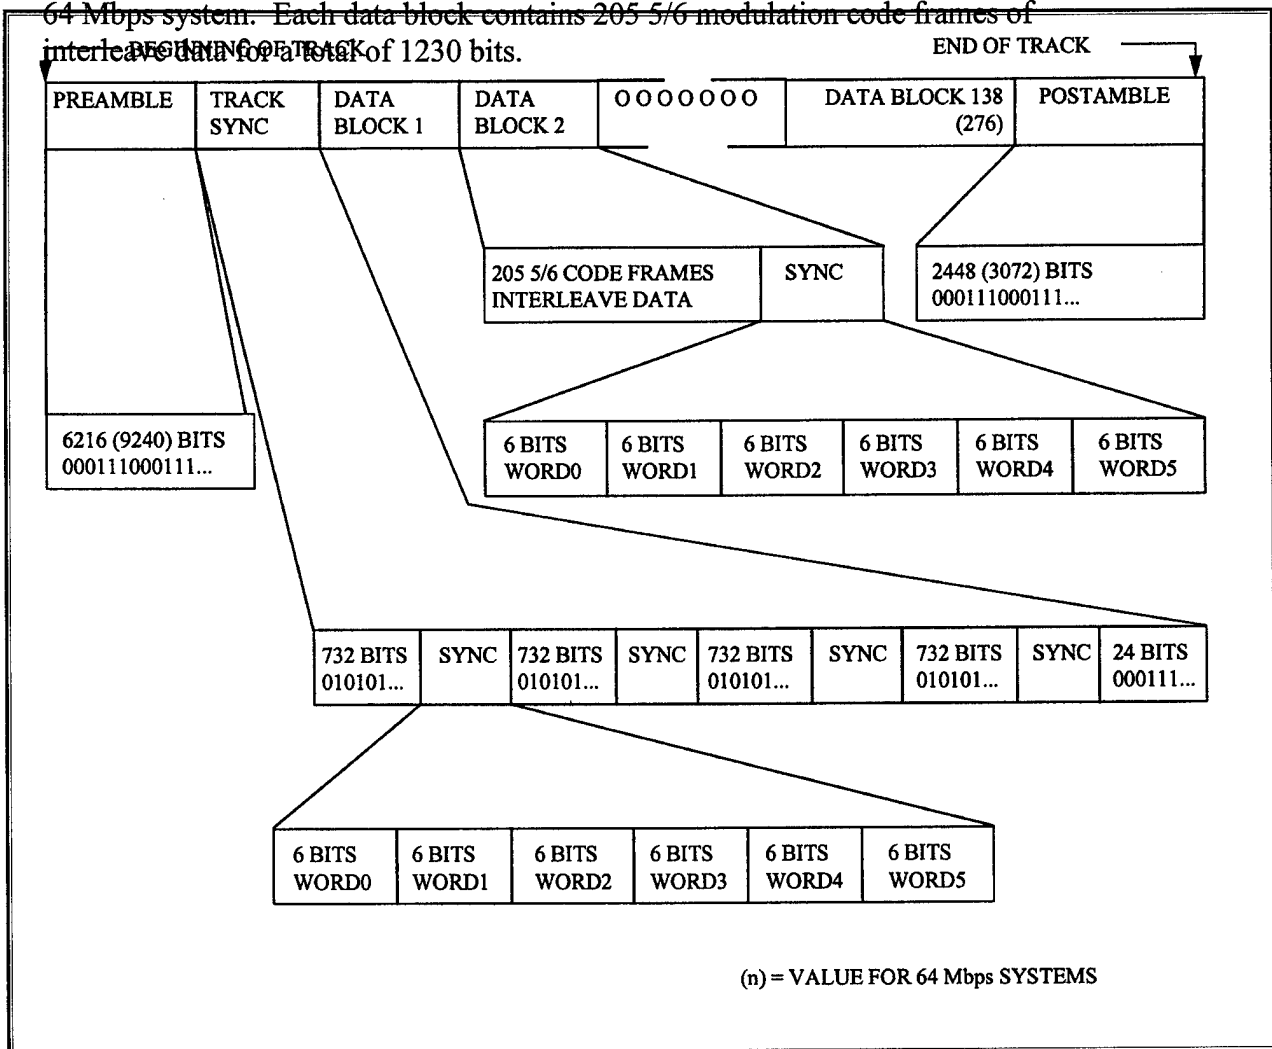 64 Mbps system. Each data block contains 205 5/6 modulation code frames of
interleave data for a total of 1230 bits.
BEGINNING OF TRACK
END OF TRACK
PREAMBLE
TRACK
SYNC
DATA
BLOCK 1
DATA
BLOCK 2
O O O O O O O
DATA BLOCK 138
(276)
POSTAMBLE
205 5/6 CODE FRAMES
INTERLEAVE DATA
SYNC
2448 (3072) BITS
000111000111...
6216 (9240) BITS
000111000111...
6 BITS
WORD0
6 BITS
WORD1
6 BITS
WORD2
6 BITS
WORD3
6 BITS
WORD4
6 BITS
WORD5
732 BITS
010101...
SYNC
732 BITS
010101...
SYNC
732 BITS
010101...
SYNC
732 BITS
010101...
SYNC
24 BITS
000111...
6 BITS
WORD0
6 BITS
WORD1
6 BITS
WORD2
6 BITS
WORD3
6 BITS
WORD4
6 BITS
WORD5
(n) = VALUE FOR 64 Mbps SYSTEMS